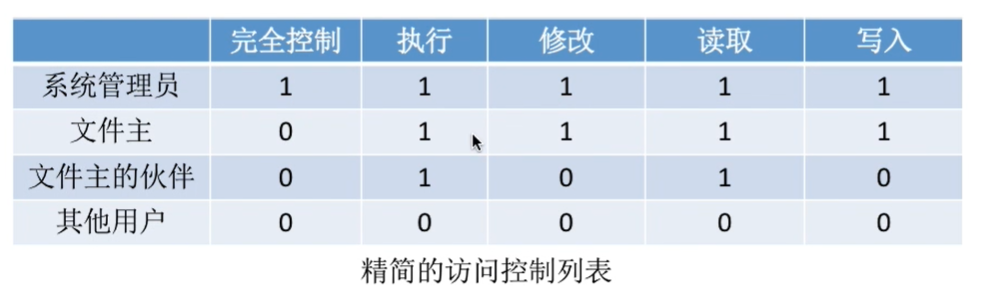 完全控制 执行 修改 读取 写入
系统管理员 1 1 1 1 1
文件主 0 1 1 1 1
文件主的伙伴 0 1 0 1 0
其他用户 0 0 0 0 0
精简的访问控制列表